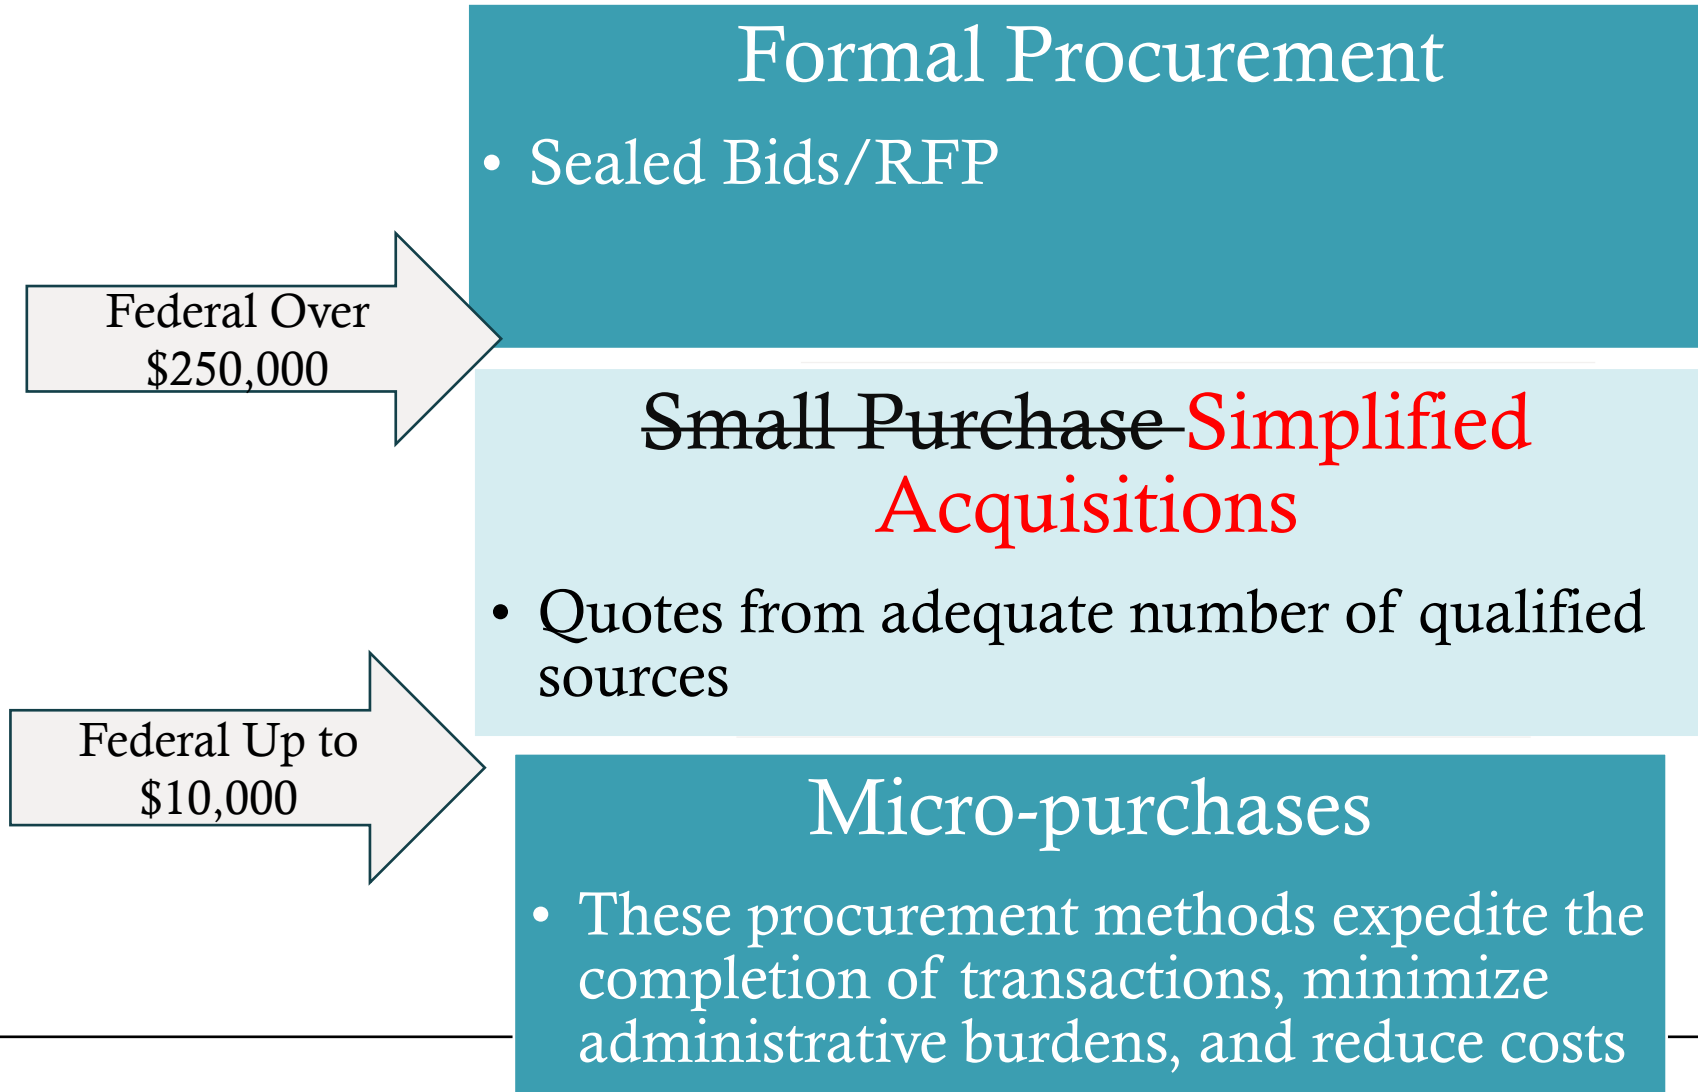 Formal Procurement
• Sealed Bids/RFP
Federal Over
$250,000
Small Purchase Simplified
Acquisitions
• Quotes from adequate number of qualified
sources
Federal Up to
$10,000
Micro-purchases
• These procurement methods expedite the
completion of transactions, minimize
administrative burdens, and reduce costs